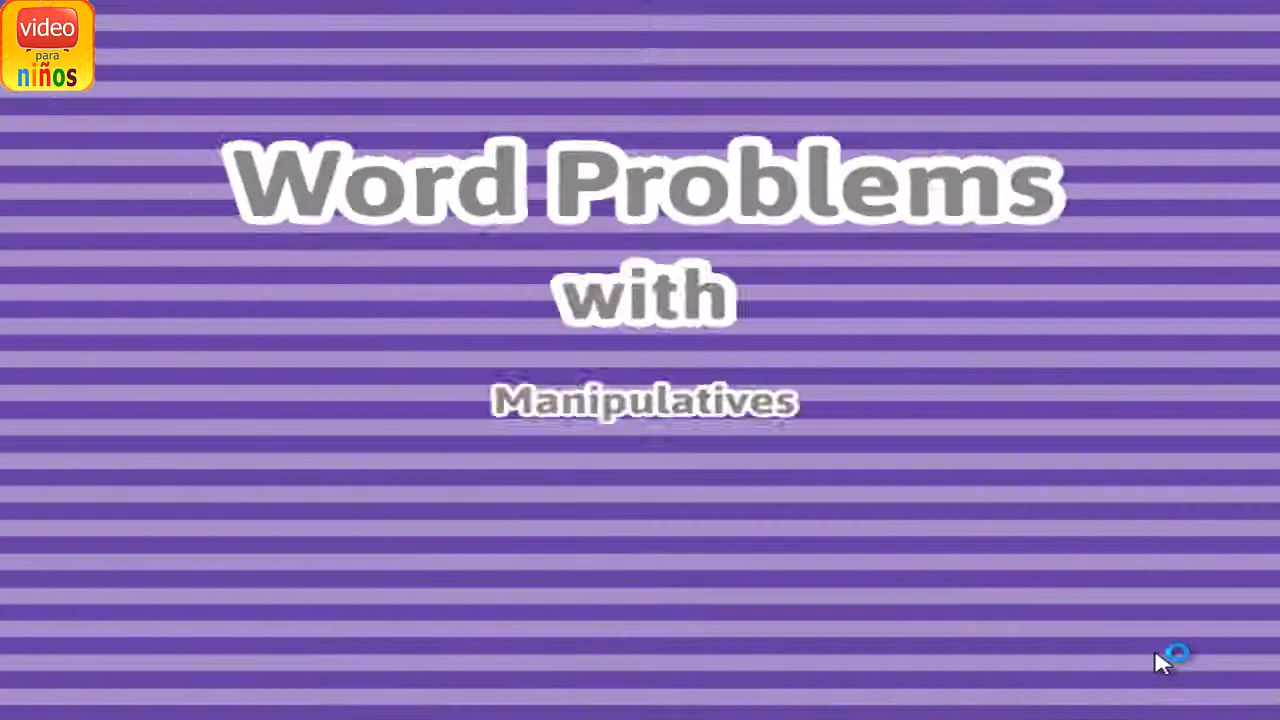 video
para
niños
Word Problems
with
Manipulatives